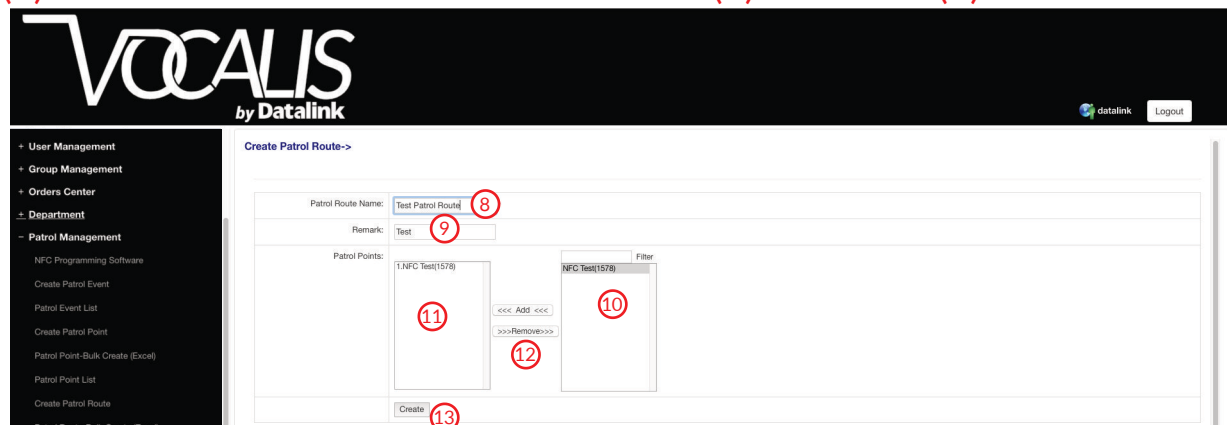 VOCALIS
by Datalink
datalink Logout
+ User Management
+ Group Management
+ Orders Center
+ Department
- Patrol Management
NFC Programming Software
Create Patrol Event
Patrol Event List
Create Patrol Point
Patrol Point-Bulk Create (Excel)
Patrol Point List
Create Patrol Route
Create Patrol Route->
Patrol Route Name: Test Patrol Route 8
Remark: Test 9
Patrol Points: Filter
1.NFC Test(1578) NFC Test(1578)
11 <<< Add <<< 10
>>>Remove>>>
12
Create 13